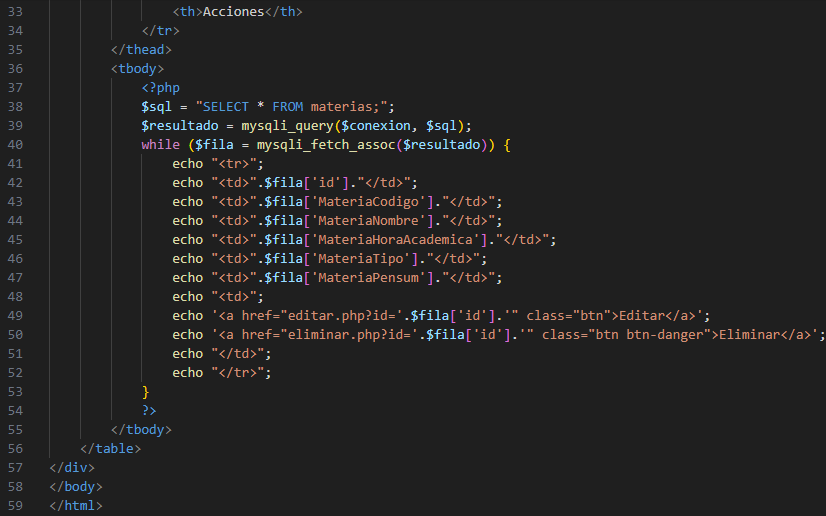 33 <th>Acciones</th>
34 </tr>
35 </thead>
36 <tbody>
37 <?php
38 $sql = "SELECT * FROM materias;";
39 $resultado = mysqli_query($conexion, $sql);
40 while ($fila = mysqli_fetch_assoc($resultado)) {
41 echo "<tr>";
42 echo "<td>".$fila['id']."</td>";
43 echo "<td>".$fila['MateriaCodigo']."</td>";
44 echo "<td>".$fila['MateriaNombre']."</td>";
45 echo "<td>".$fila['MateriaHoraAcademica']."</td>";
46 echo "<td>".$fila['MateriaTipo']."</td>";
47 echo "<td>".$fila['MateriaPensum']."</td>";
48 echo "<td>";
49 echo '<a href="editar.php?id='.$fila['id'].'" class="btn">Editar</a>';
50 echo '<a href="eliminar.php?id='.$fila['id'].'" class="btn btn-danger">Eliminar</a>';
51 echo "</td>";
52 echo "</tr>";
53 }
54 ?>
55 </tbody>
56 </table>
57 </div>
58 </body>
59 </html>